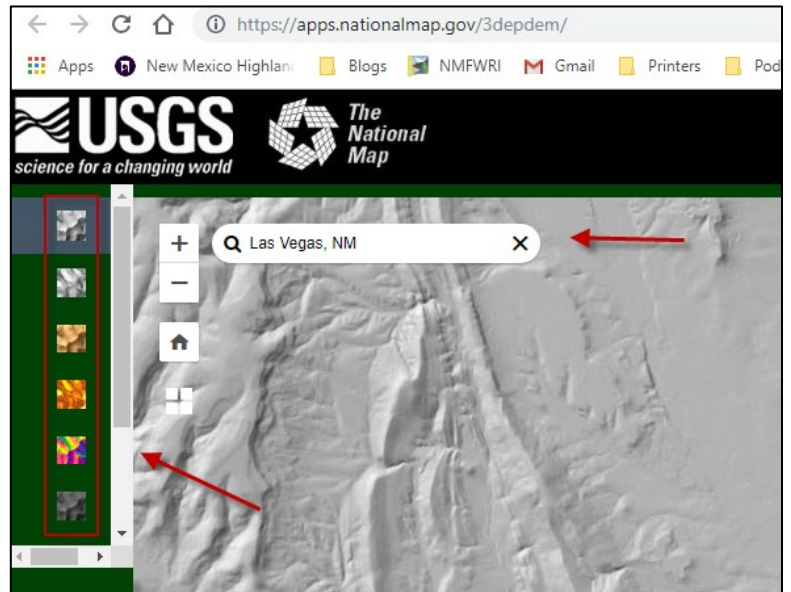 https://apps.nationalmap.gov/3depdem/
Apps New Mexico Highlan Blogs NMFWRI Gmail Printers Pod
USGS
science for a changing world
The
National
Map
Las Vegas, NM